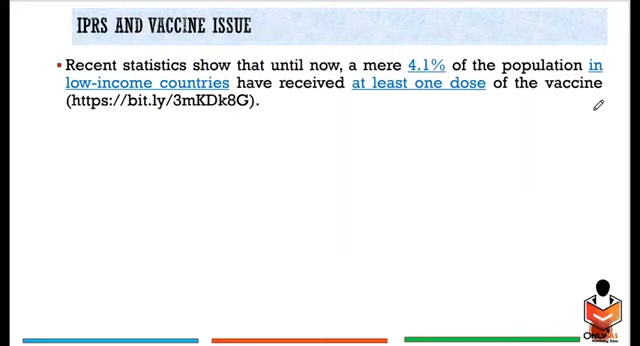 IPRS AND VACCINE ISSUE
▪ Recent statistics show that until now, a mere 4.1% of the population in
low-income countries have received at least one dose of the vaccine
(https://bit.ly/3mKDk8G).